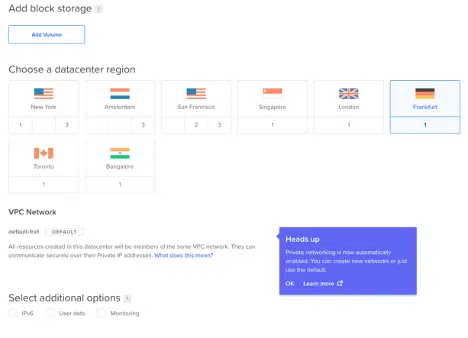 Add block storage ?
Add Volume
Choose a datacenter region
New York
Amsterdam
San Francisco
Singapore
London
Frankfurt
1 3
3
2 3
1
1
1
Toronto
Bangalore
1
1
VPC Network
default-fra1 DEFAULT
All resources created in this datacenter will be members of the same VPC network. They can
communicate securely over their Private IP addresses. What does this mean?
Heads up
Private networking is now automatically
enabled. You can create new networks or just
use the default.
OK Learn more
Select additional options ?
IPv6 User data Monitoring